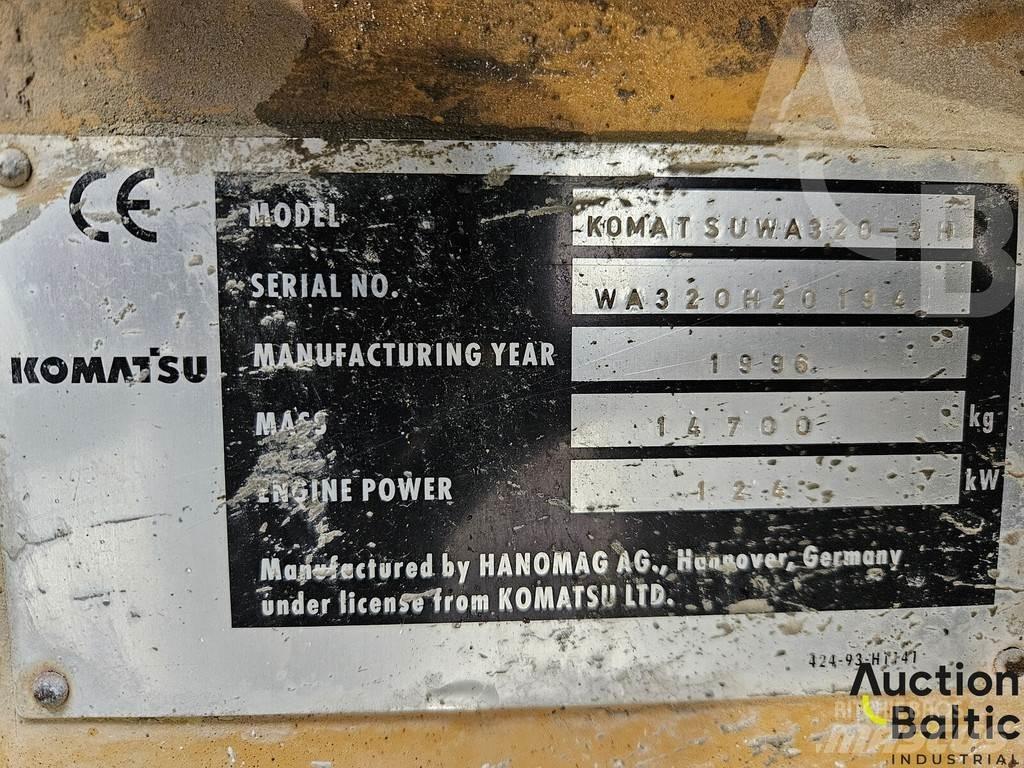 CE
MODEL KOMATSUWA320-3H
SERIAL NO. WA320H20194
KOMATSU
MANUFACTURING YEAR 1996
MASS 14700 kg
ENGINE POWER 124 kW
Manufactured by HANOMAG AG., Hannover, Germany
under license from KOMATSU LTD.
424-93-H1141
Auction
Baltic
INDUSTRIAL